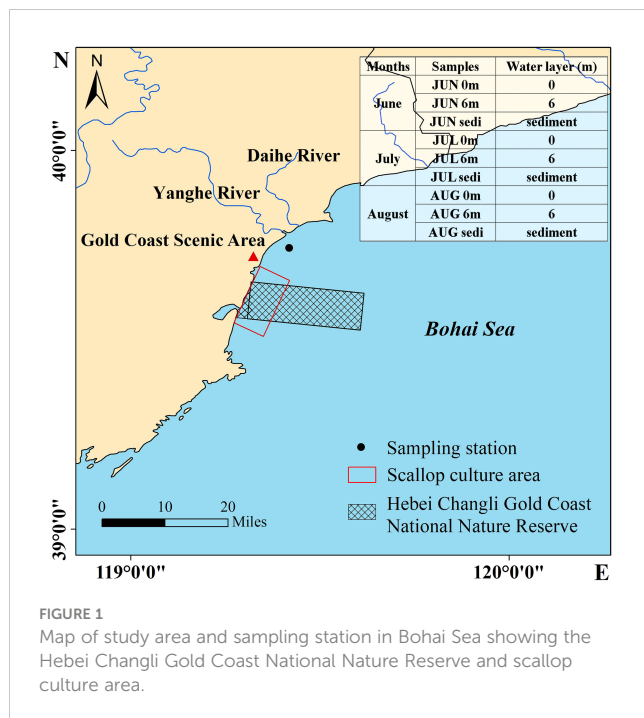 N
N
Months Samples Water layer (m)
June JUN 0m 0
JUN 6m 6
JUN sedi sediment
July JUL 0m 0
JUL 6m 6
JUL sedi sediment
August AUG 0m 0
AUG 6m 6
AUG sedi sediment
40°0'0"
Daihe River
Yanghe River
Gold Coast Scenic Area
Bohai Sea
Sampling station
Scallop culture area
Hebei Changli Gold Coast
National Nature Reserve
0 10 20
Miles
39°0'0"
119°0'0" 120°0'0" E
FIGURE 1
Map of study area and sampling station in Bohai Sea showing the
Hebei Changli Gold Coast National Nature Reserve and scallop
culture area.